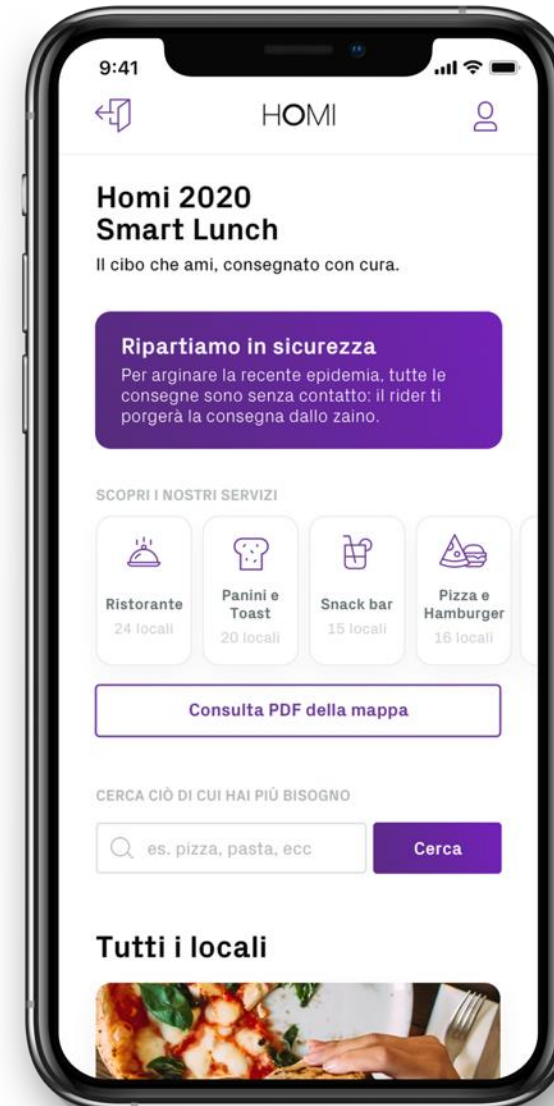 9:41
HOMI
Homi 2020
Smart Lunch
Il cibo che ami, consegnato con cura.
Ripartiamo in sicurezza
Per arginare la recente epidemia, tutte le
consegne sono senza contatto: il rider ti
porgerà la consegna dallo zaino.
SCOPRI I NOSTRI SERVIZI
Ristorante
24 locali
Panini e
Toast
20 locali
Snack bar
15 locali
Pizza e
Hamburger
16 locali
Consulta PDF della mappa
CERCA CIÒ DI CUI HAI PIÙ BISOGNO
es. pizza, pasta, ecc
Cerca
Tutti i locali